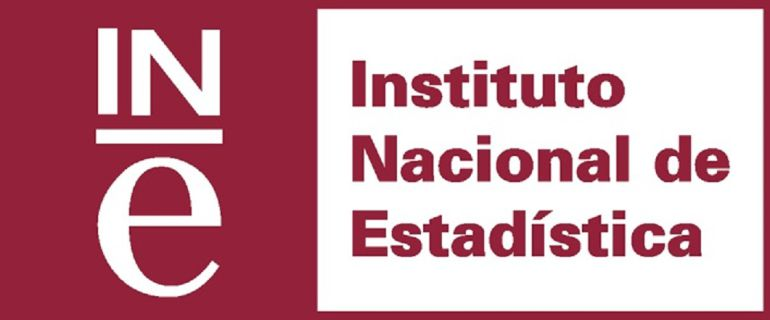 IN
e
Instituto
Nacional de
Estadística